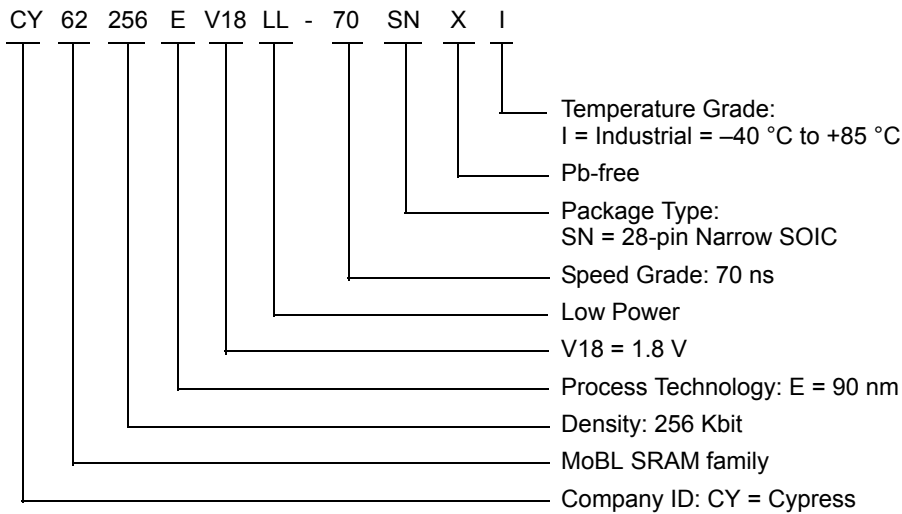 CY 62 256 E V18 LL - 70 SN X I
Temperature Grade:
I = Industrial = –40 °C to +85 °C
Pb-free
Package Type:
SN = 28-pin Narrow SOIC
Speed Grade: 70 ns
Low Power
V18 = 1.8 V
Process Technology: E = 90 nm
Density: 256 Kbit
MoBL SRAM family
Company ID: CY = Cypress